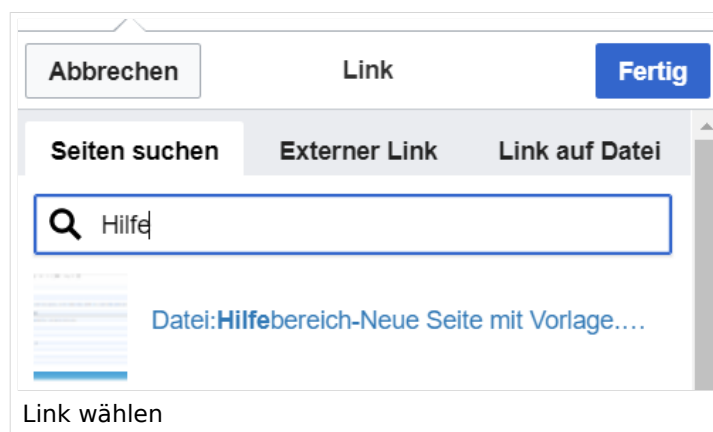 Abbrechen Link Fertig
Seiten suchen Externer Link Link auf Datei
Hilfe
Datei:Hilfebereich-Neue Seite mit Vorlage....
Link wählen